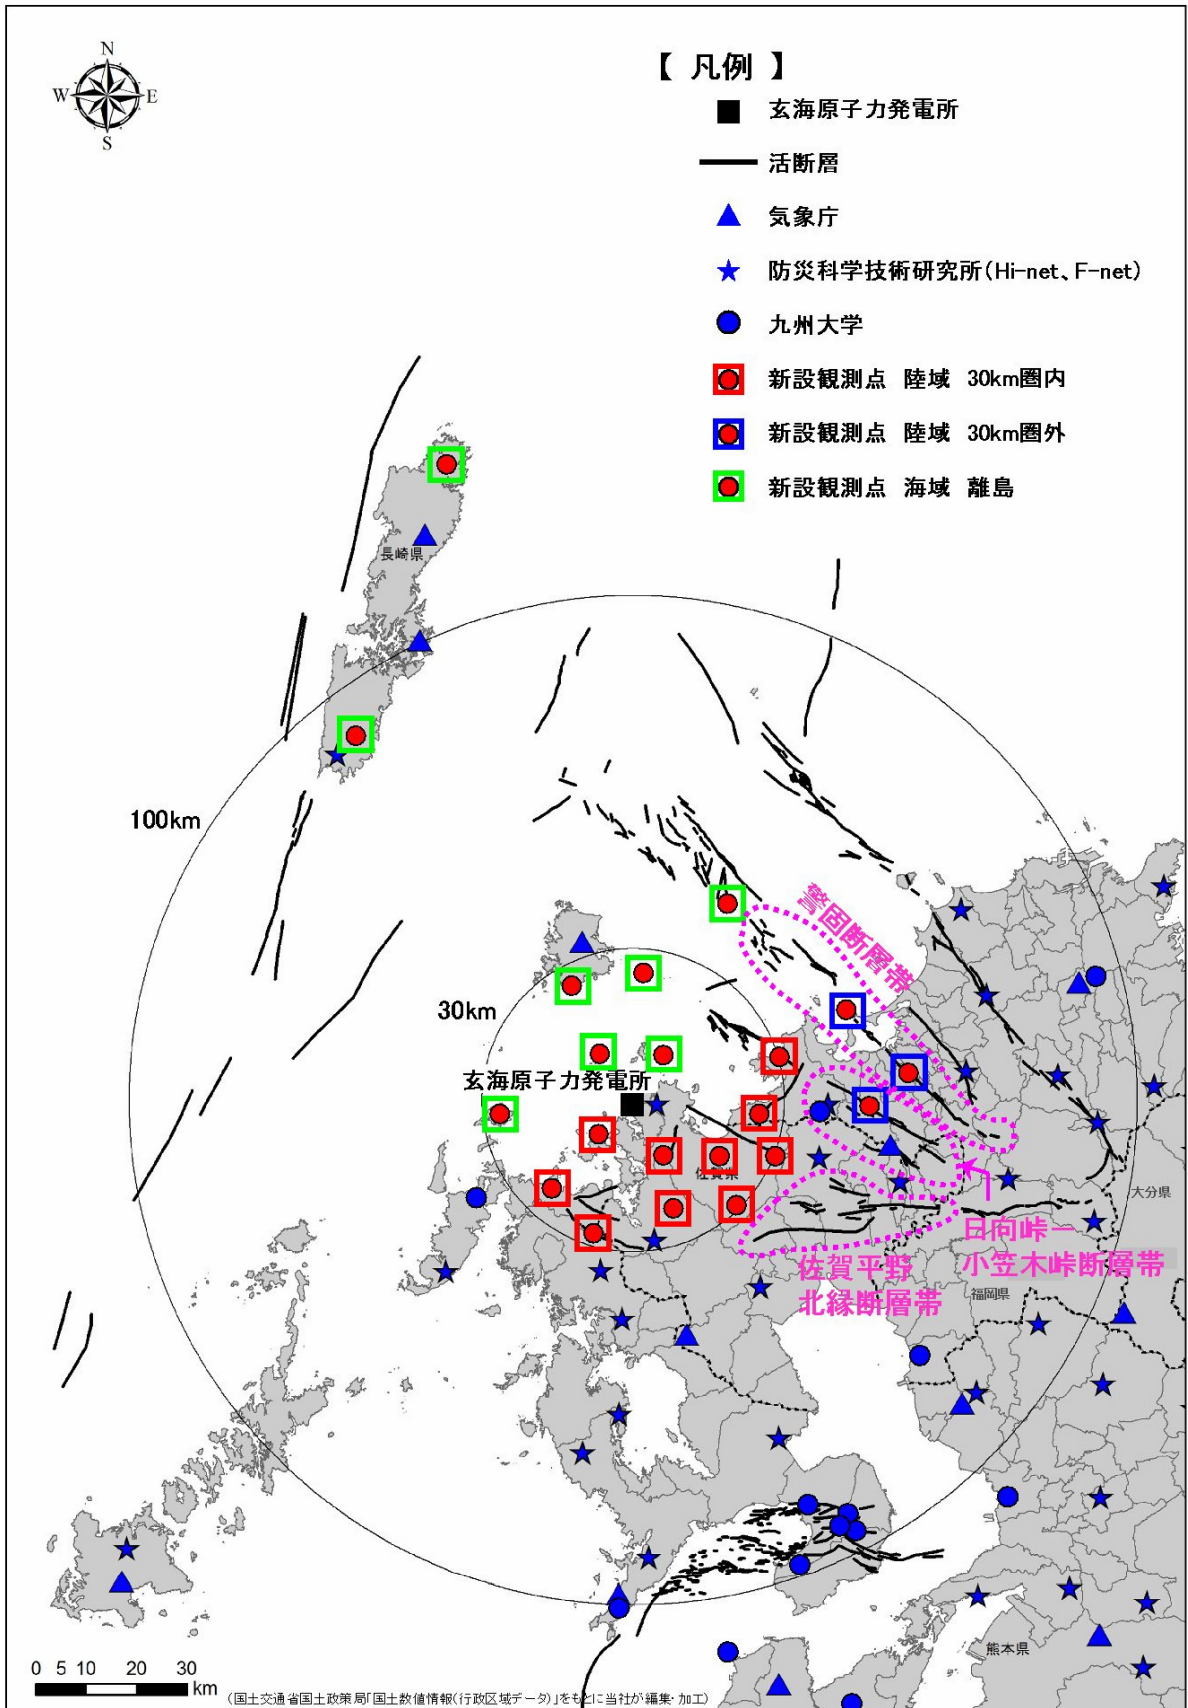 N
W E
S
【 凡例 】
玄海原子力発電所
活断層
気象庁
防災科学技術研究所(Hi-net、F-net)
九州大学
新設観測点 陸域 30km圏内
新設観測点 陸域 30km圏外
新設観測点 海域 離島
長崎県
100km
警固断層帯
30km
玄海原子力発電所
佐賀県
大分県
日向峠－
小笠木峠断層帯
佐賀平野
北縁断層帯
福岡県
熊本県
0 5 10 20 30
km
(国土交通省国土政策局「国土数値情報(行政区域データ)」をもとに当社が編集・加工)